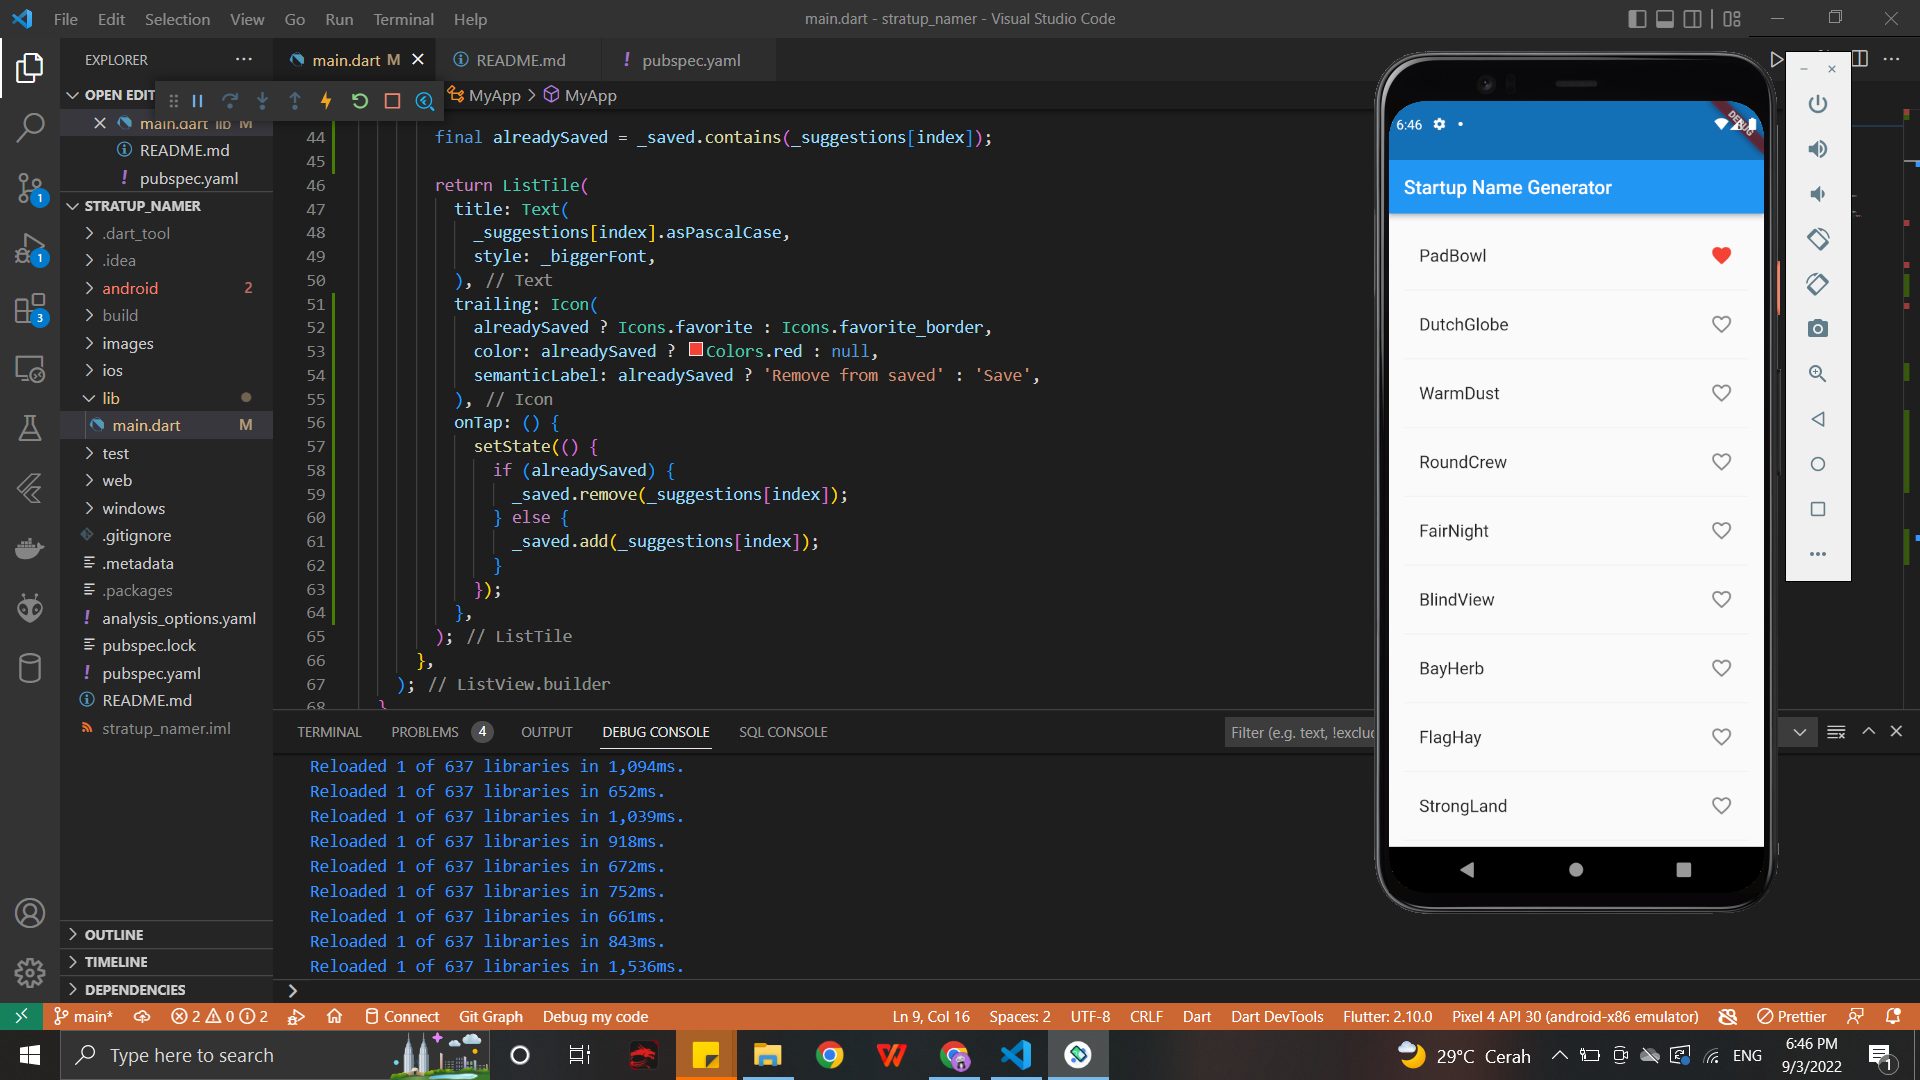 File Edit Selection View Go Run Terminal Help
main.dart - stratup_namer - Visual Studio Code
EXPLORER
OPEN EDIT
main.dart lib M
README.md
pubspec.yaml
STRATUP_NAMER
.dart_tool
.idea
android 2
build
images
ios
lib
main.dart M
test
web
windows
.gitignore
.metadata
.packages
analysis_options.yaml
pubspec.lock
pubspec.yaml
README.md
stratup_namer.iml
OUTLINE
TIMELINE
DEPENDENCIES
1
1
3
main.dart M
README.md
pubspec.yaml
MyApp > MyApp
44 final alreadySaved = _saved.contains(_suggestions[index]);
45
46 return ListTile(
47 title: Text(
48 _suggestions[index].asPascalCase,
49 style: _biggerFont,
50 ), // Text
51 trailing: Icon(
52 alreadySaved ? Icons.favorite : Icons.favorite_border,
53 color: alreadySaved ? Colors.red : null,
54 semanticLabel: alreadySaved ? 'Remove from saved' : 'Save',
55 ), // Icon
56 onTap: () {
57 setState(() {
58 if (alreadySaved) {
59 _saved.remove(_suggestions[index]);
60 } else {
61 _saved.add(_suggestions[index]);
62 }
63 });
64 },
65 ); // ListTile
66 },
67 ); // ListView.builder
68 }
TERMINAL PROBLEMS 4 OUTPUT DEBUG CONSOLE SQL CONSOLE
Filter (e.g. text, !exclu
Reloaded 1 of 637 libraries in 1,094ms.
Reloaded 1 of 637 libraries in 652ms.
Reloaded 1 of 637 libraries in 1,039ms.
Reloaded 1 of 637 libraries in 918ms.
Reloaded 1 of 637 libraries in 672ms.
Reloaded 1 of 637 libraries in 752ms.
Reloaded 1 of 637 libraries in 661ms.
Reloaded 1 of 637 libraries in 843ms.
Reloaded 1 of 637 libraries in 1,536ms.
6:46
DEBUG
Startup Name Generator
PadBowl
DutchGlobe
WarmDust
RoundCrew
FairNight
BlindView
BayHerb
FlagHay
StrongLand
main* 2 0 2 Connect Git Graph Debug my code
Ln 9, Col 16 Spaces: 2 UTF-8 CRLF Dart Dart DevTools Flutter: 2.10.0 Pixel 4 API 30 (android-x86 emulator) Prettier
Type here to search
29°C Cerah
ENG
6:46 PM
9/3/2022
1